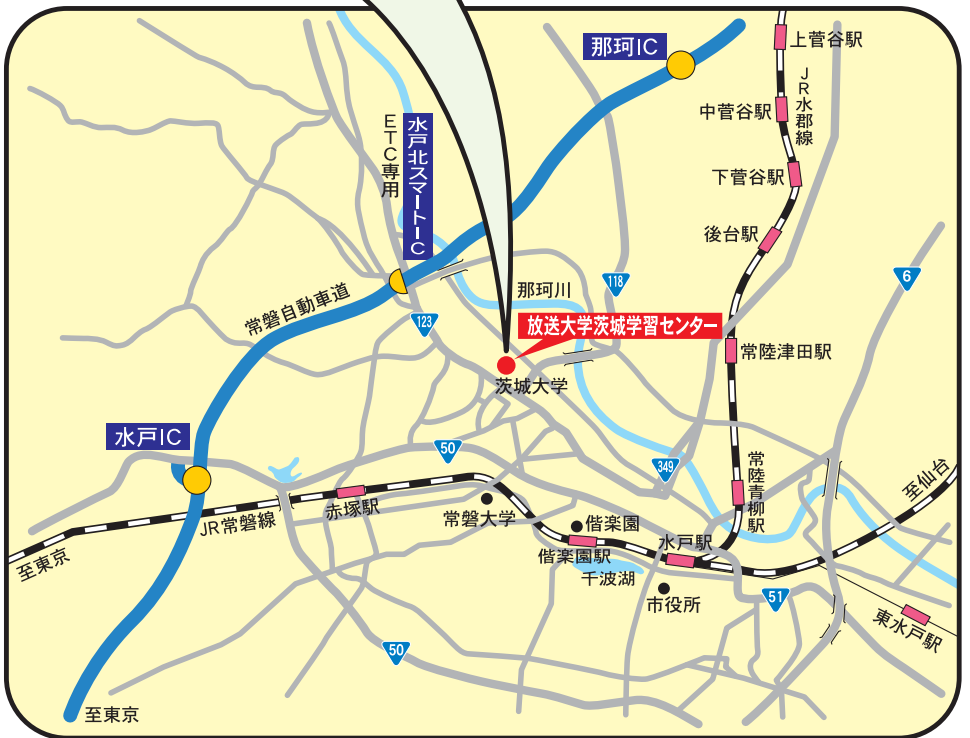 上菅谷駅
那珂IC
JR水郡線
中菅谷駅
水戸北スマートIC
ETC専用
下菅谷駅
後台駅
6
118
那珂川
常磐自動車道
123
放送大学茨城学習センター
常陸津田駅
茨城大学
水戸IC
50
349
常陸青柳駅
至仙台
赤塚駅
常磐大学
JR常磐線
偕楽園
水戸駅
偕楽園駅
至東京
千波湖
51
市役所
東水戸駅
50
至東京